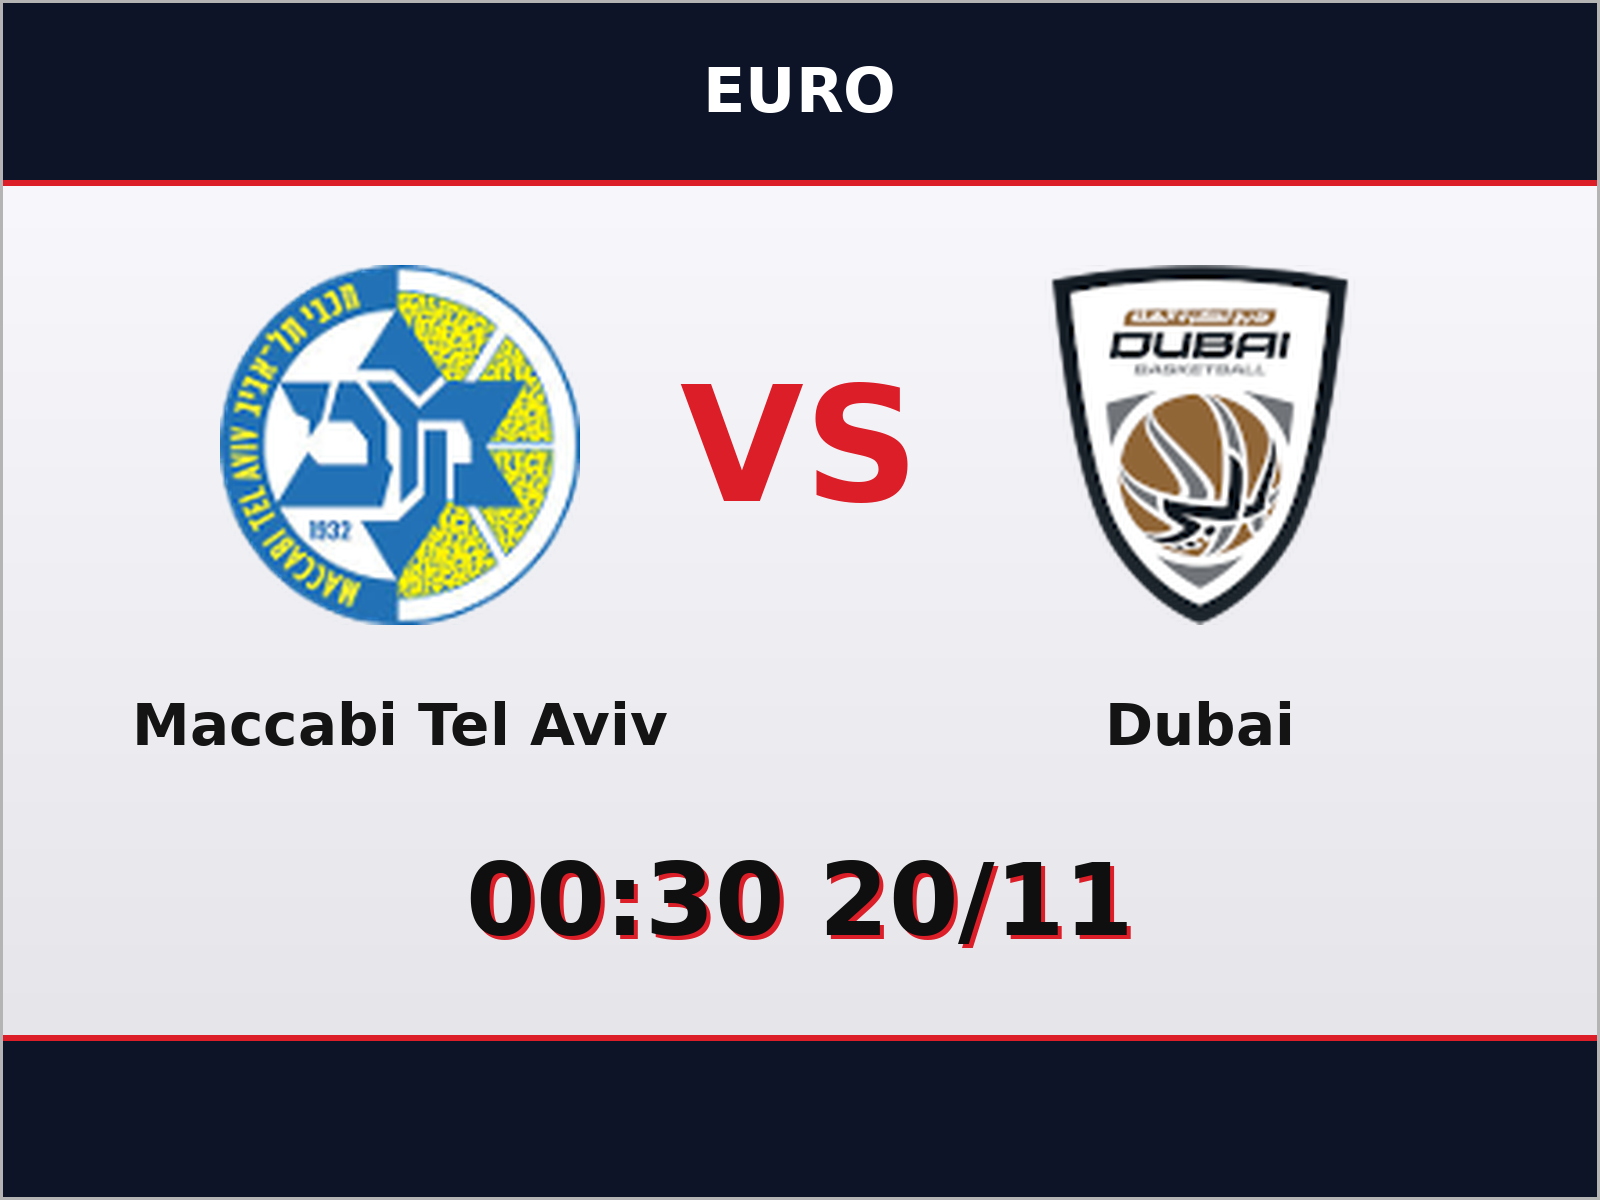 EURO
מכבי תל-אביב
MACCABI TEL AVIV
1932
VS
DUBAI
BASKETBALL
Maccabi Tel Aviv
Dubai
00:30 20/11